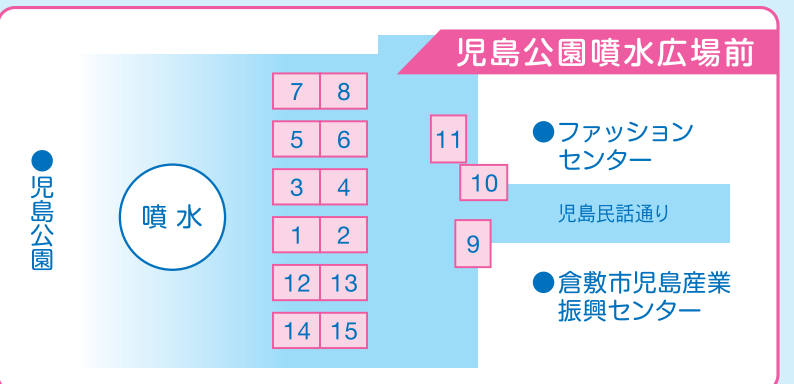 児島公園噴水広場前
7 8
5 6
3 4
1 2
12 13
14 15
11
10
9
●児島公園
噴水
●ファッション
センター
児島民話通り
●倉敷市児島産業
振興センター